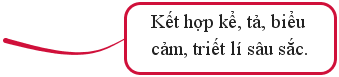 Kết hợp kể, tả, biểu
cảm, triết lí sâu sắc.